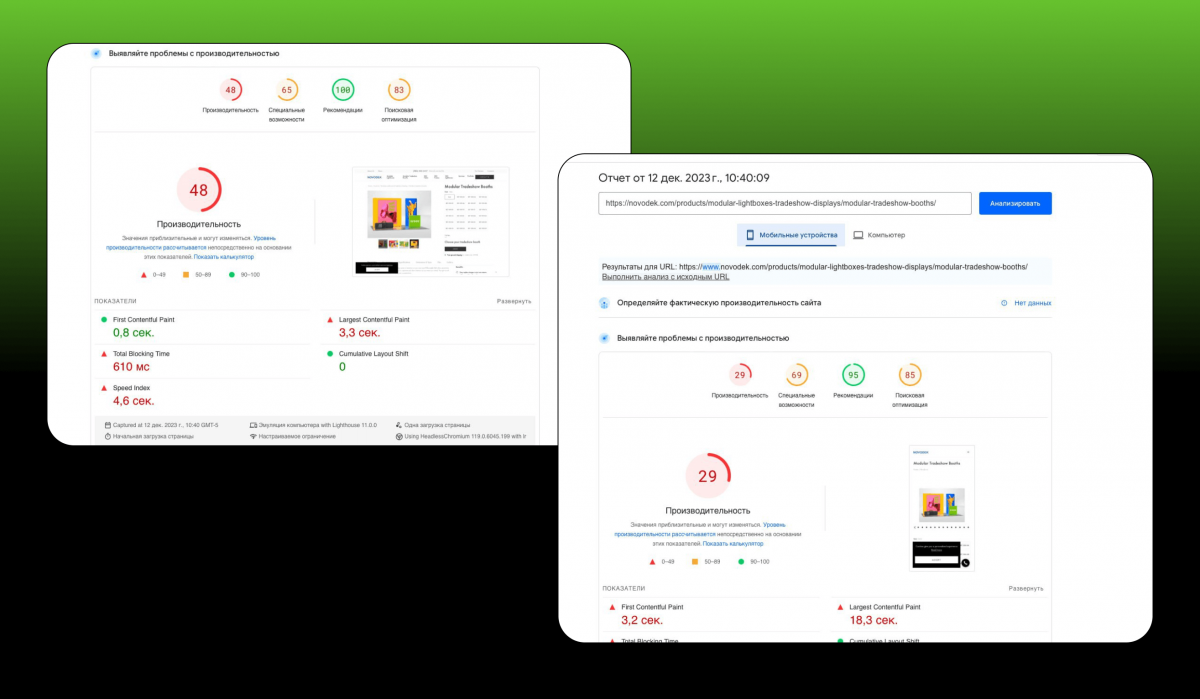 Выявляйте проблемы с производительностью
48
65
100
83
Производительность
Специальные возможности
Рекомендации
Поисковая оптимизация
48
Производительность
Значения приблизительные и могут изменяться. Уровень
производительности рассчитывается непосредственно на основании
этих показателей. Показать калькулятор
0–49
50–89
90–100
Modular Tradeshow Booths
ПОКАЗАТЕЛИ
Развернуть
First Contentful Paint
0,8 сек.
Largest Contentful Paint
3,3 сек.
Total Blocking Time
610 мс
Cumulative Layout Shift
0
Speed Index
4,6 сек.
Captured at 12 дек. 2023 г., 10:40 GMT-5
Эмуляция компьютера with Lighthouse 11.0.0
Одна загрузка страницы
Начальная загрузка страницы
Настраиваемое ограничение
Using HeadlessChromium 119.0.6045.199 with lr
Отчет от 12 дек. 2023 г., 10:40:09
https://novodek.com/products/modular-lightboxes-tradeshow-displays/modular-tradeshow-booths/
Анализировать
Мобильные устройства
Компьютер
Результаты для URL: https://www.novodek.com/products/modular-lightboxes-tradeshow-displays/modular-tradeshow-booths/
Выполнить анализ с исходным URL
Определяйте фактическую производительность сайта
Нет данных
Выявляйте проблемы с производительностью
29
69
95
85
Производительность
Специальные возможности
Рекомендации
Поисковая оптимизация
29
Производительность
Значения приблизительные и могут изменяться. Уровень
производительности рассчитывается непосредственно на основании
этих показателей. Показать калькулятор
0–49
50–89
90–100
NOVODEK
Modular Tradeshow Booths
ПОКАЗАТЕЛИ
Развернуть
First Contentful Paint
3,2 сек.
Largest Contentful Paint
18,3 сек.
Total Blocking Time
Cumulative Layout Shift